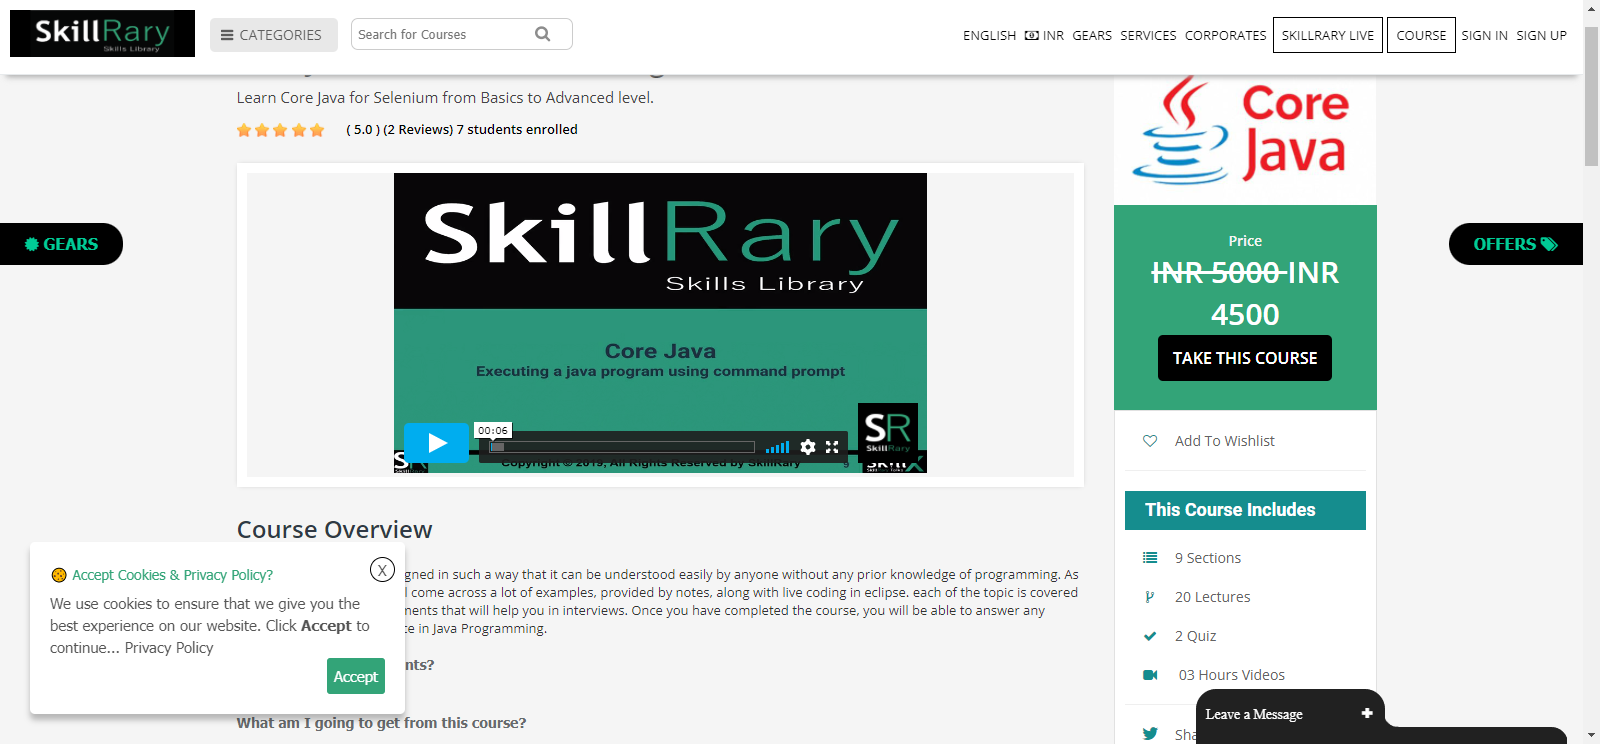 SkillRary
Skills Library
CATEGORIES
Search for Courses
ENGLISH INR GEARS SERVICES CORPORATES SKILLRARY LIVE COURSE SIGN IN SIGN UP
Learn Core Java for Selenium from Basics to Advanced level.
( 5.0 ) (2 Reviews) 7 students enrolled
Core
Java
GEARS
OFFERS
SkillRary
Skills Library
Core Java
Executing a java program using command prompt
00:06
SR
SkillRary
Copyright © 2019, All Rights Reserved by SkillRary
9
Price
INR 5000 INR
4500
TAKE THIS COURSE
Add To Wishlist
This Course Includes
9 Sections
20 Lectures
2 Quiz
03 Hours Videos
Course Overview
gned in such a way that it can be understood easily by anyone without any prior knowledge of programming. As
come across a lot of examples, provided by notes, along with live coding in eclipse. each of the topic is covered
nents that will help you in interviews. Once you have completed the course, you will be able to answer any
e in Java Programming.
nts?
What am I going to get from this course?
Accept Cookies & Privacy Policy?
X
We use cookies to ensure that we give you the
best experience on our website. Click Accept to
continue... Privacy Policy
Accept
Leave a Message
Sha